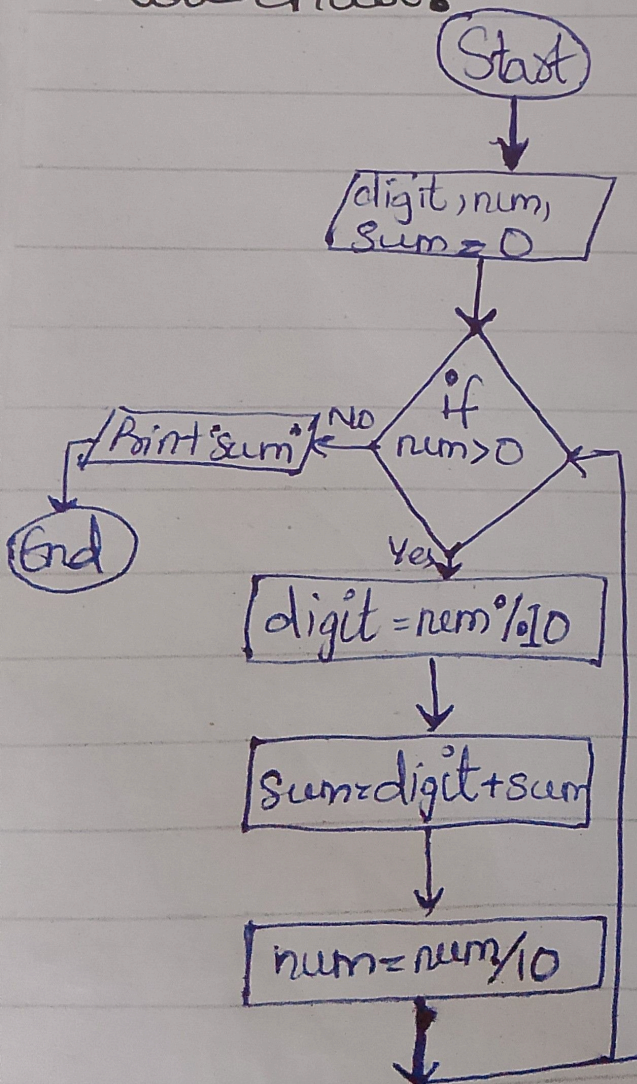 Start
digit, num,
sum = 0
if
num>0
No
Print "sum"
End
Yes
digit = num%10
sum=digit+sum
num=num/10